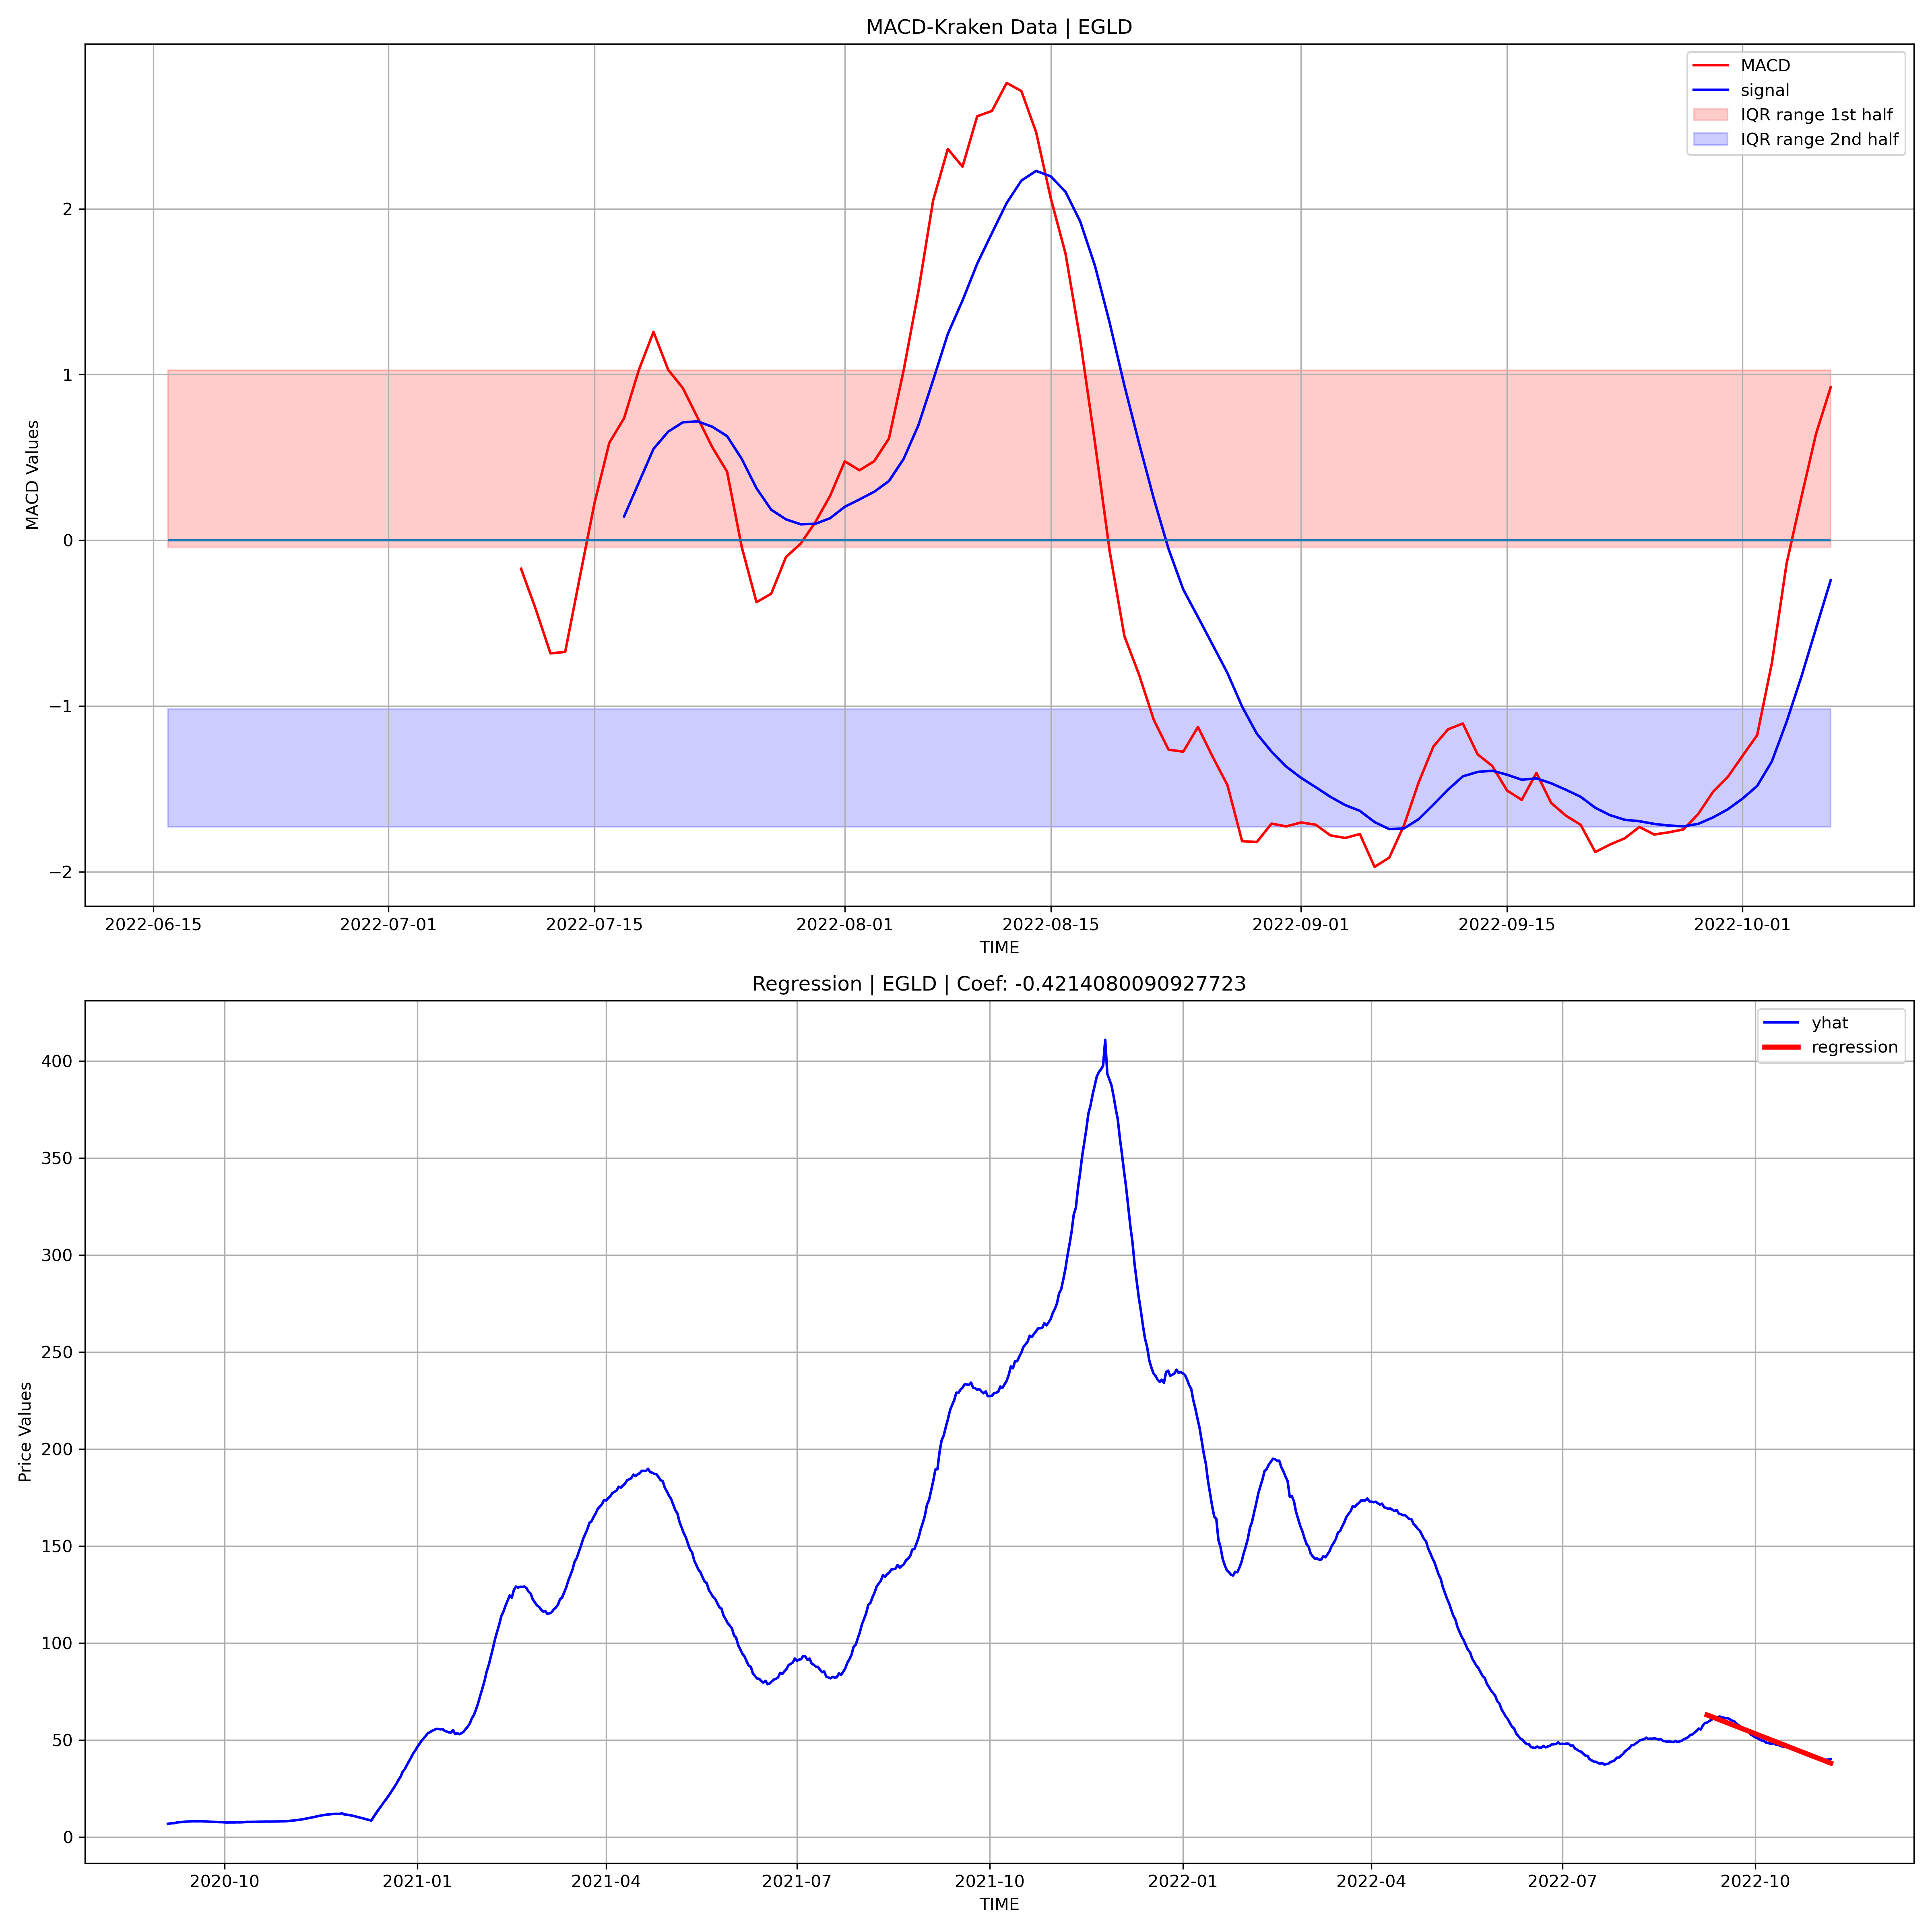 MACD-Kraken Data | EGLD
MACD
signal
IQR range 1st half
IQR range 2nd half
MACD Values
2
1
0
−1
−2
2022-06-15 2022-07-01 2022-07-15 2022-08-01 2022-08-15 2022-09-01 2022-09-15 2022-10-01
TIME
Regression | EGLD | Coef: -0.4214080090927723
yhat
regression
Price Values
400
350
300
250
200
150
100
50
0
2020-10 2021-01 2021-04 2021-07 2021-10 2022-01 2022-04 2022-07 2022-10
TIME